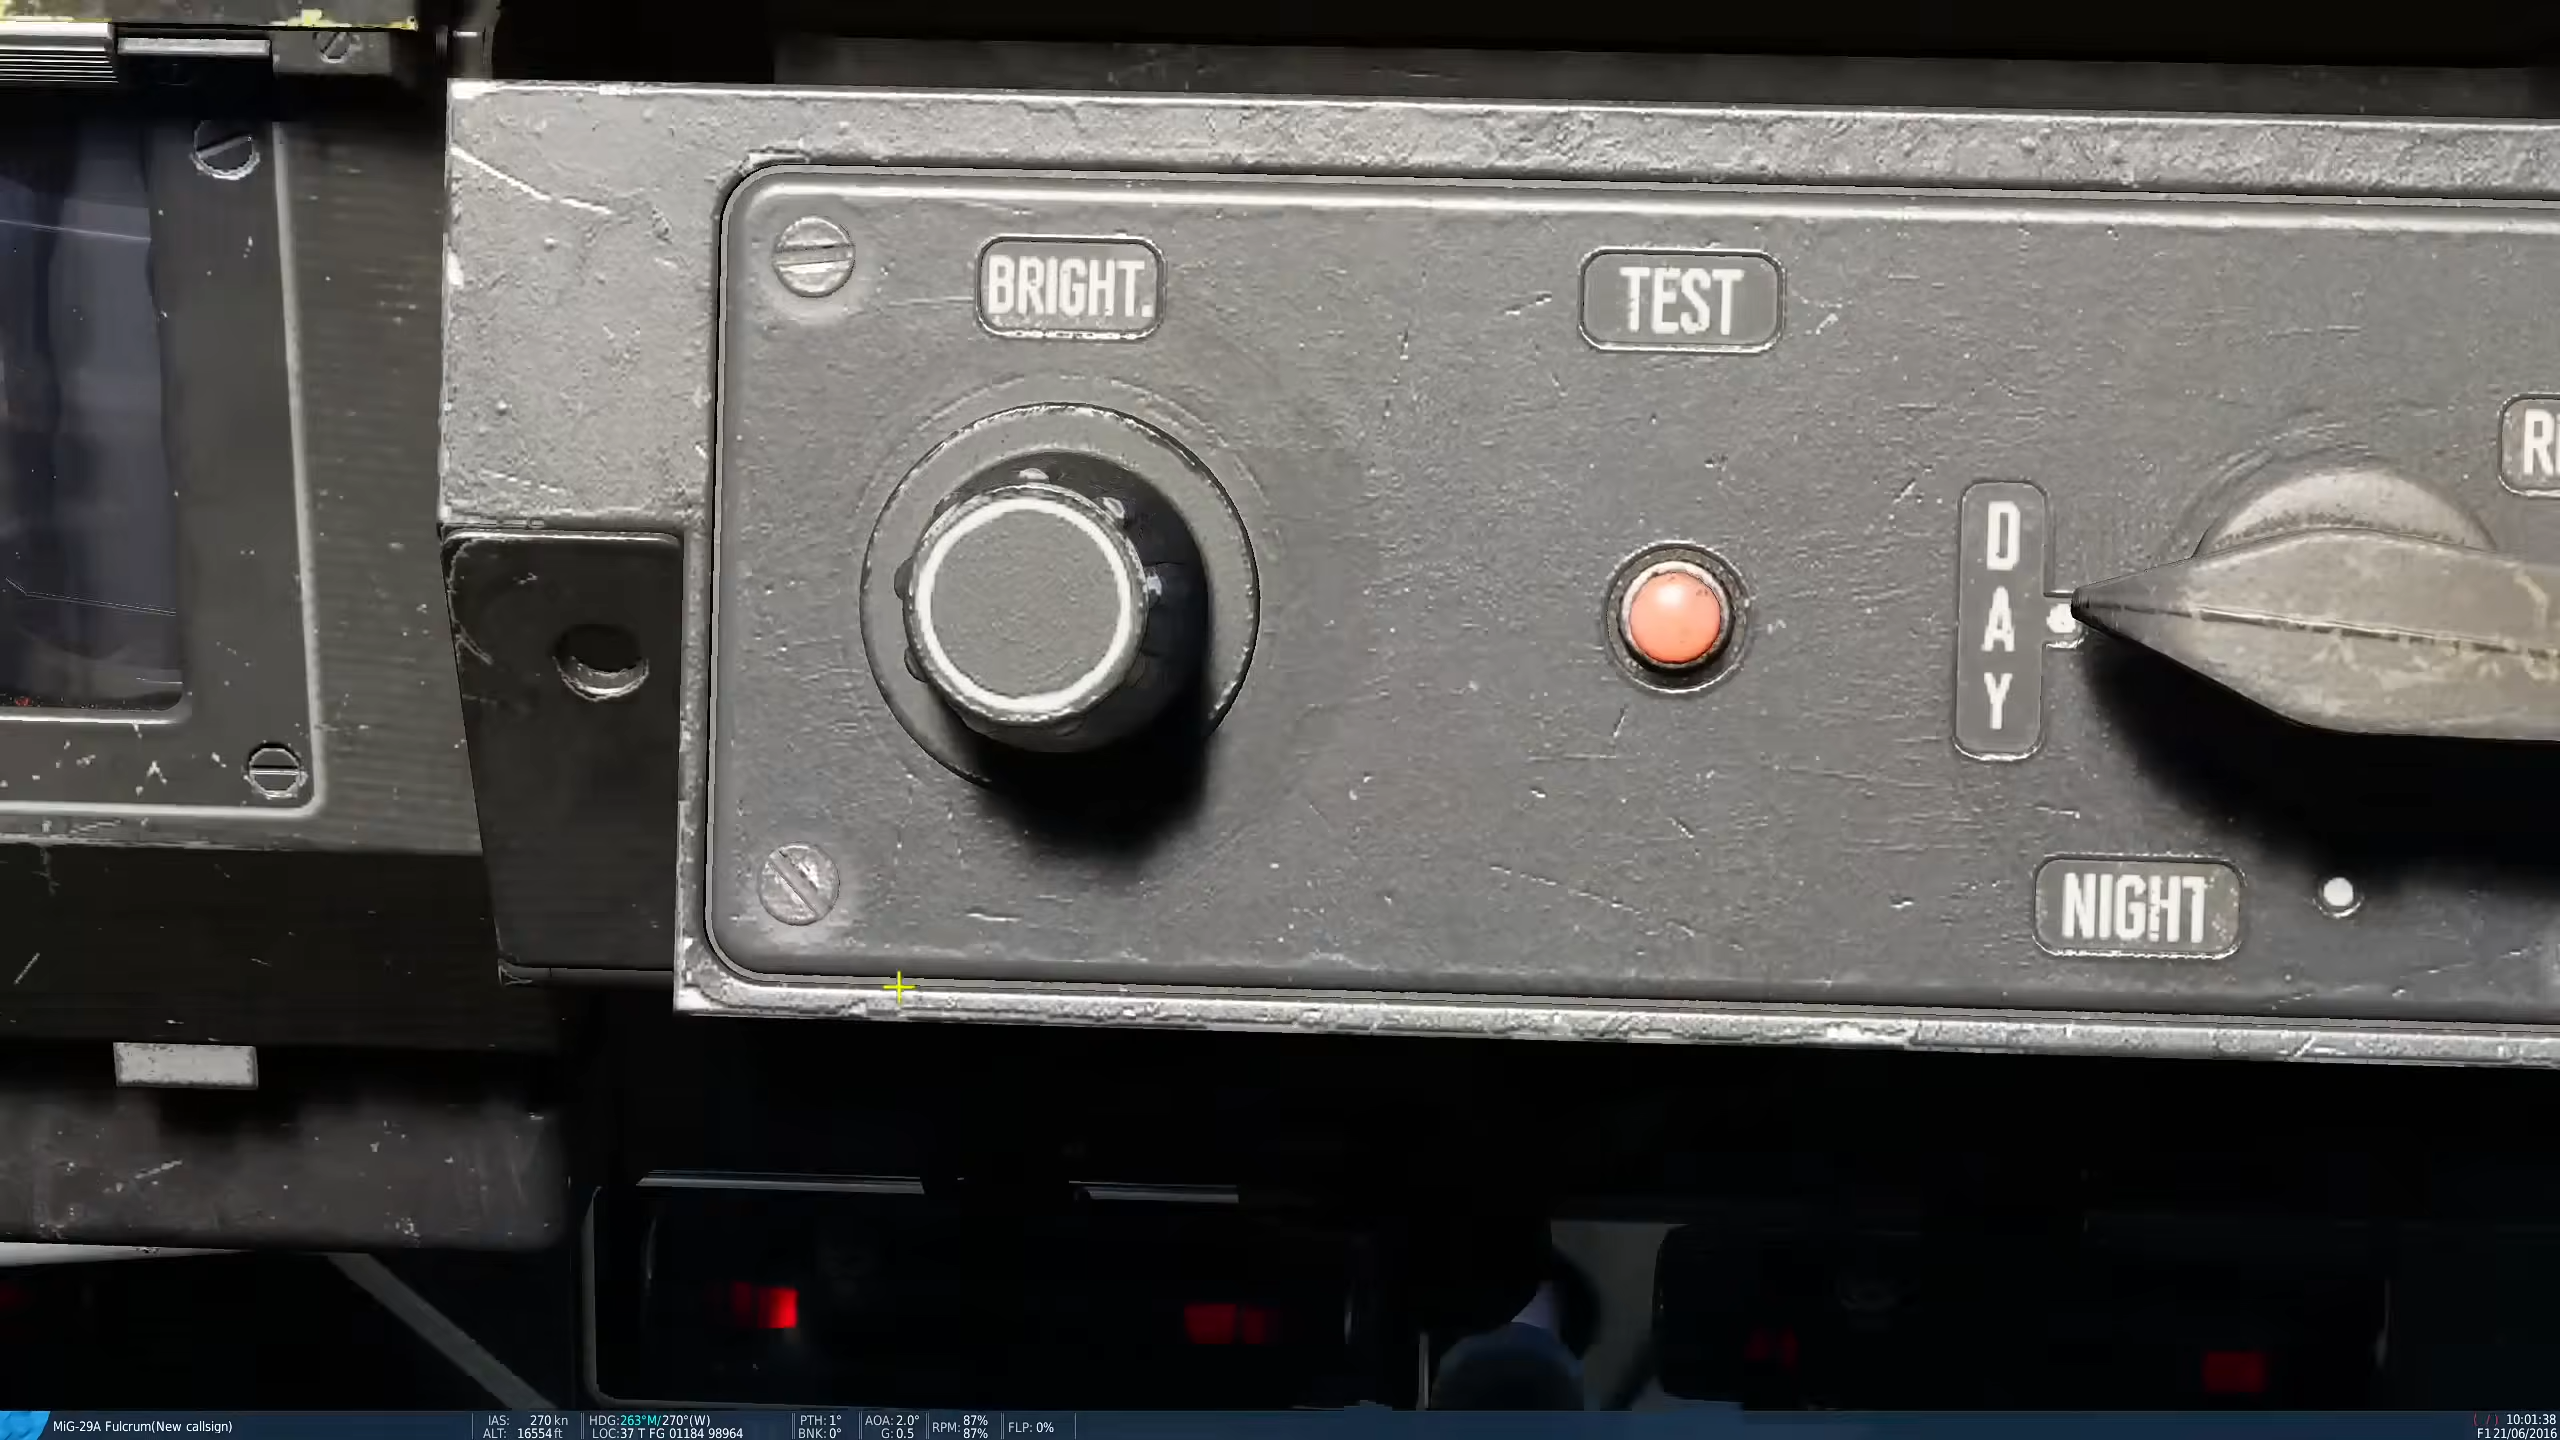 BRIGHT.
TEST
D
A
Y
NIGHT
MiG-29A Fulcrum(New callsign)
IAS: 270 kn
ALT: 16554 ft
HDG:263°M/270°(W)
LOC:37 T FG 01184 98964
PTH: 1°
BNK: 0°
AOA: 2.0°
G: 0.5
RPM: 87%
87%
FLP: 0%
( / ) 10:01:38
F1 21/06/2016